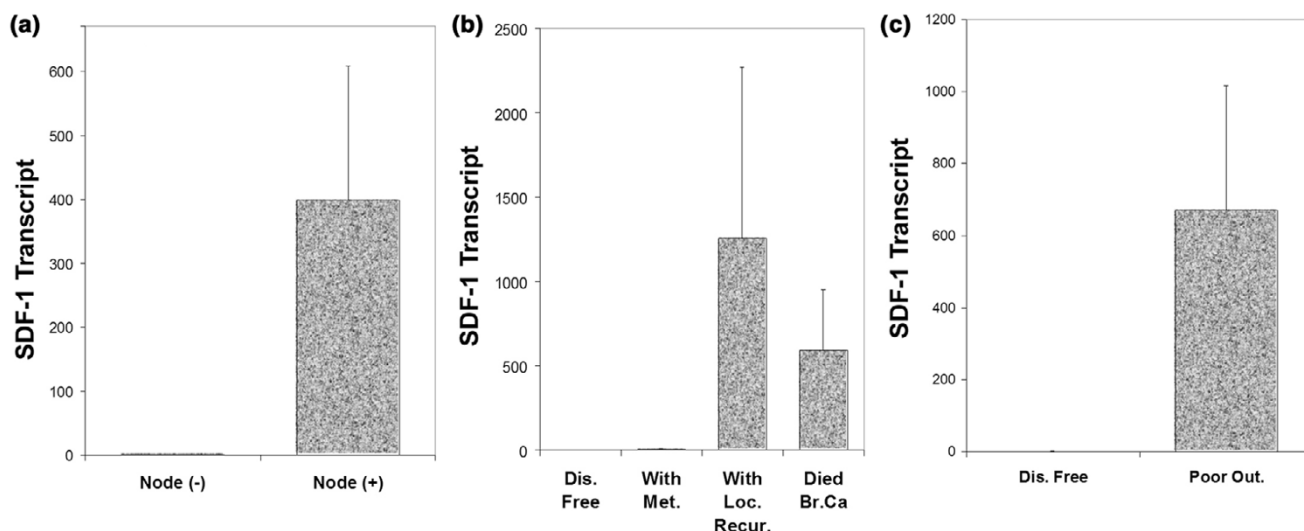 (a)
SDF-1 Transcript
600
500
400
300
200
100
0
Node (-) Node (+)
(b)
SDF-1 Transcript
2500
2000
1500
1000
500
0
Dis. With With Died
Free Met. Loc. Br.Ca
Recur.
(c)
SDF-1 Transcript
1200
1000
800
600
400
200
0
Dis. Free Poor Out.